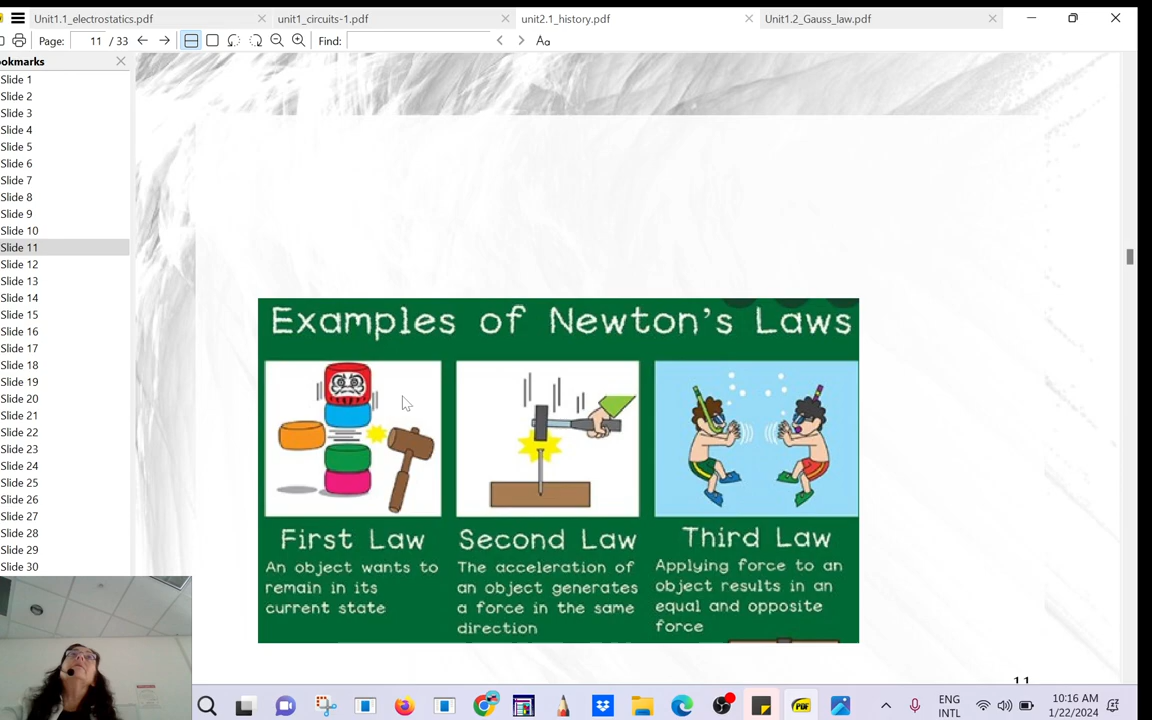 Unit1.1_electrostatics.pdf
unit1_circuits-1.pdf
unit2.1_history.pdf
Unit1.2_Gauss_law.pdf
Page: 11 / 33
Find:
Aa
ookmarks
Slide 1
Slide 2
Slide 3
Slide 4
Slide 5
Slide 6
Slide 7
Slide 8
Slide 9
Slide 10
Slide 11
Slide 12
Slide 13
Slide 14
Slide 15
Slide 16
Slide 17
Slide 18
Slide 19
Slide 20
Slide 21
Slide 22
Slide 23
Slide 24
Slide 25
Slide 26
Slide 27
Slide 28
Slide 29
Slide 30
Examples of Newton's Laws
First Law
An object wants to
remain in its
current state
Second Law
The acceleration of
an object generates
a force in the same
direction
Third Law
Applying force to an
object results in an
equal and opposite
force
11
PDF
ENG
INTL
10:16 AM
1/22/2024